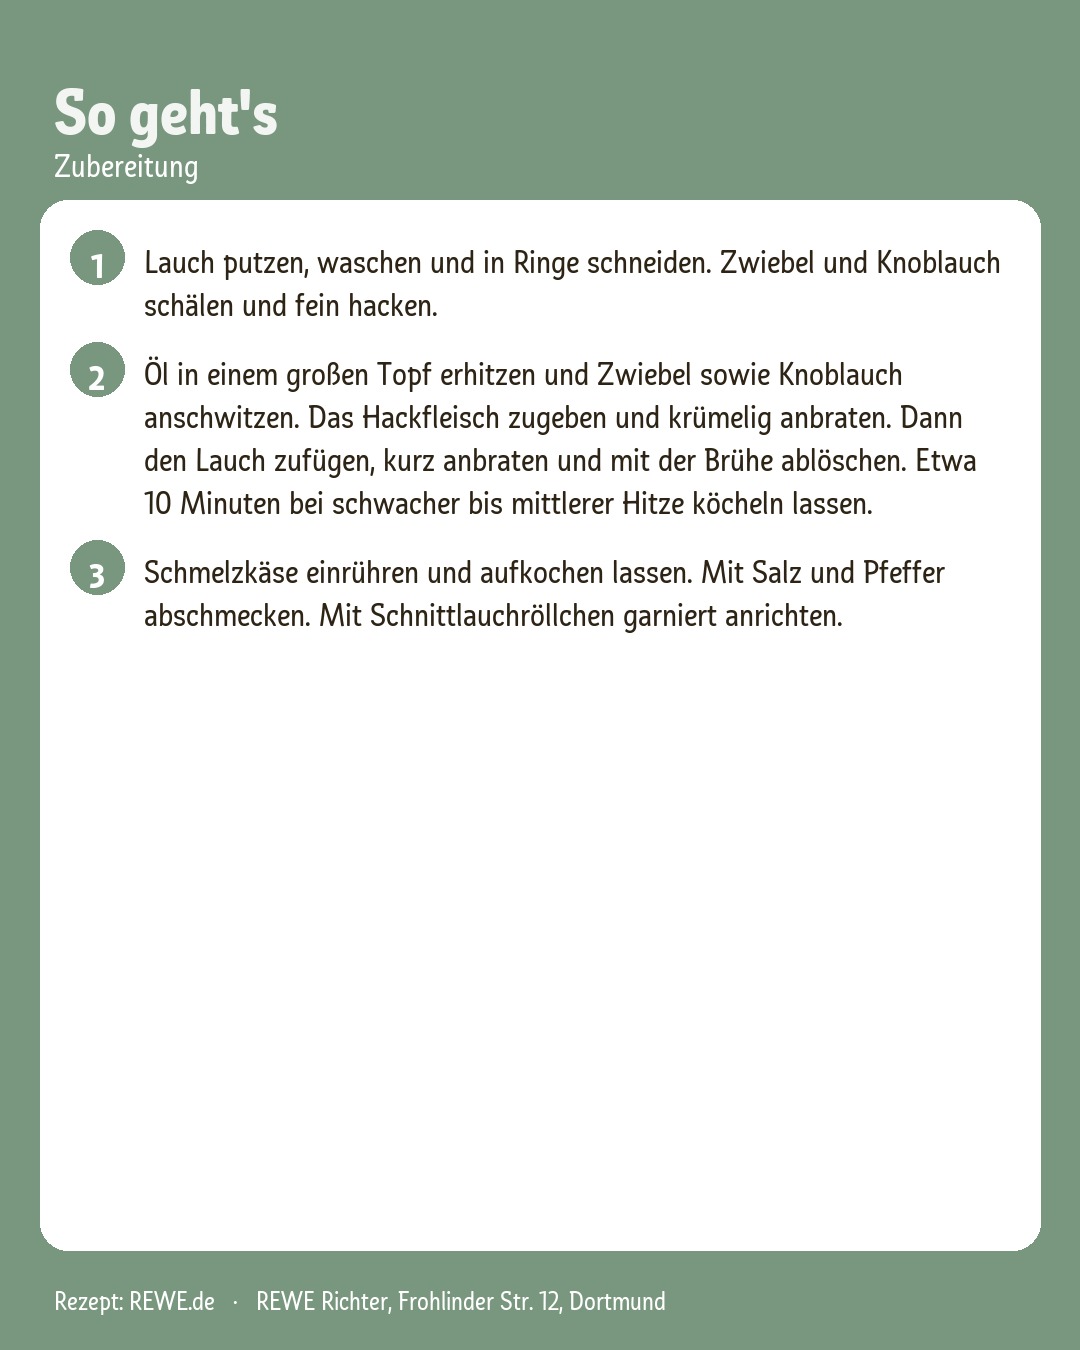 So geht's
Zubereitung
1 Lauch putzen, waschen und in Ringe schneiden. Zwiebel und Knoblauch
schälen und fein hacken.
2 Öl in einem großen Topf erhitzen und Zwiebel sowie Knoblauch
anschwitzen. Das Hackfleisch zugeben und krümelig anbraten. Dann
den Lauch zufügen, kurz anbraten und mit der Brühe ablöschen. Etwa
10 Minuten bei schwacher bis mittlerer Hitze köcheln lassen.
3 Schmelzkäse einrühren und aufkochen lassen. Mit Salz und Pfeffer
abschmecken. Mit Schnittlauchröllchen garniert anrichten.
Rezept: REWE.de · REWE Richter, Frohlinder Str. 12, Dortmund